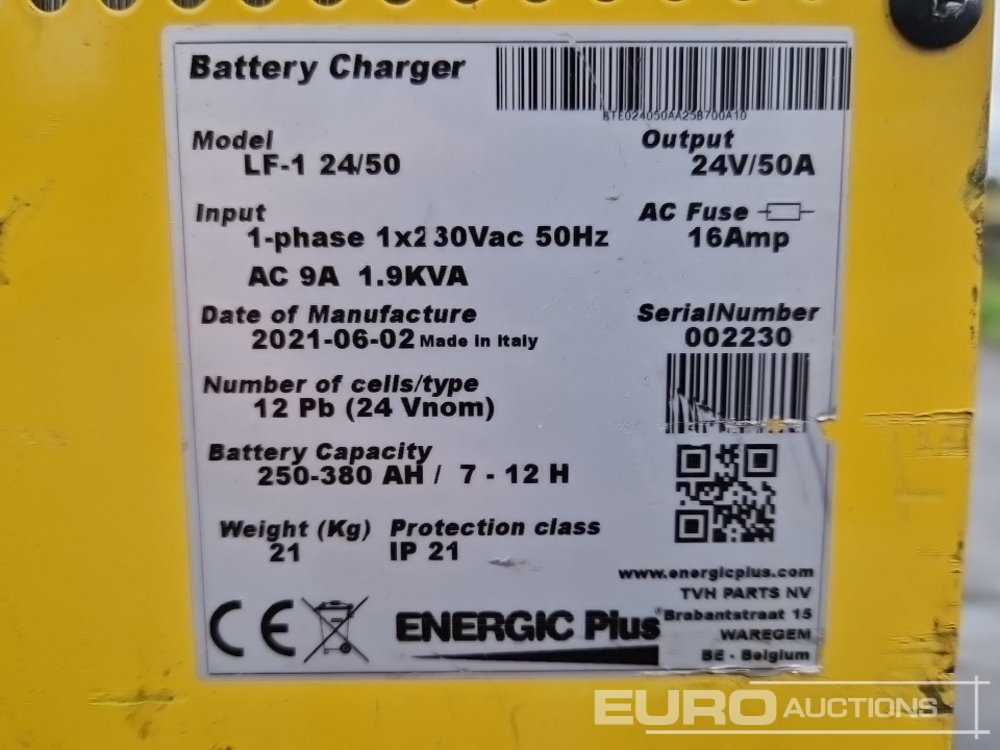 Battery Charger
RTE024050AA25B700A10
Model
LF-1 24/50
Output
24V/50A
Input
1-phase 1x230Vac 50Hz
AC 9A 1.9KVA
AC Fuse
16Amp
Date of Manufacture
2021-06-02 Made in Italy
SerialNumber
002230
Number of cells/type
12 Pb (24 Vnom)
Battery Capacity
250-380 AH / 7 - 12 H
Weight (Kg)
21
Protection class
IP 21
www.energicplus.com
TVH PARTS NV
Brabantstraat 15
WAREGEM
BE - Belgium
CE
ENERGIC Plus®
EURO AUCTIONS